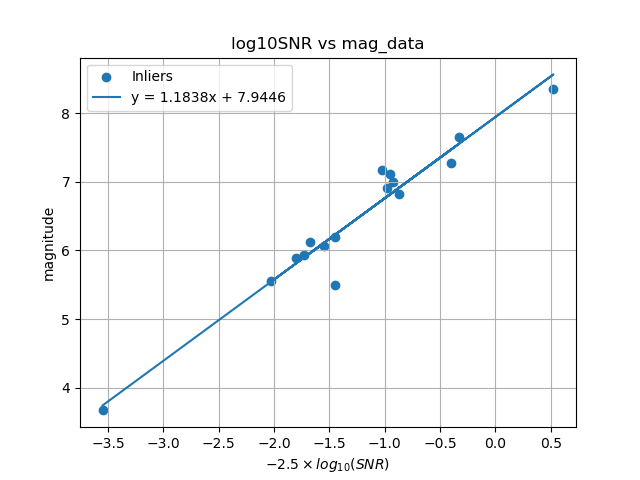 log10SNR vs mag_data
Inliers
y = 1.1838x + 7.9446
magnitude
8
7
6
5
4
−3.5 −3.0 −2.5 −2.0 −1.5 −1.0 −0.5 0.0 0.5
−2.5 × log₁₀(SNR)